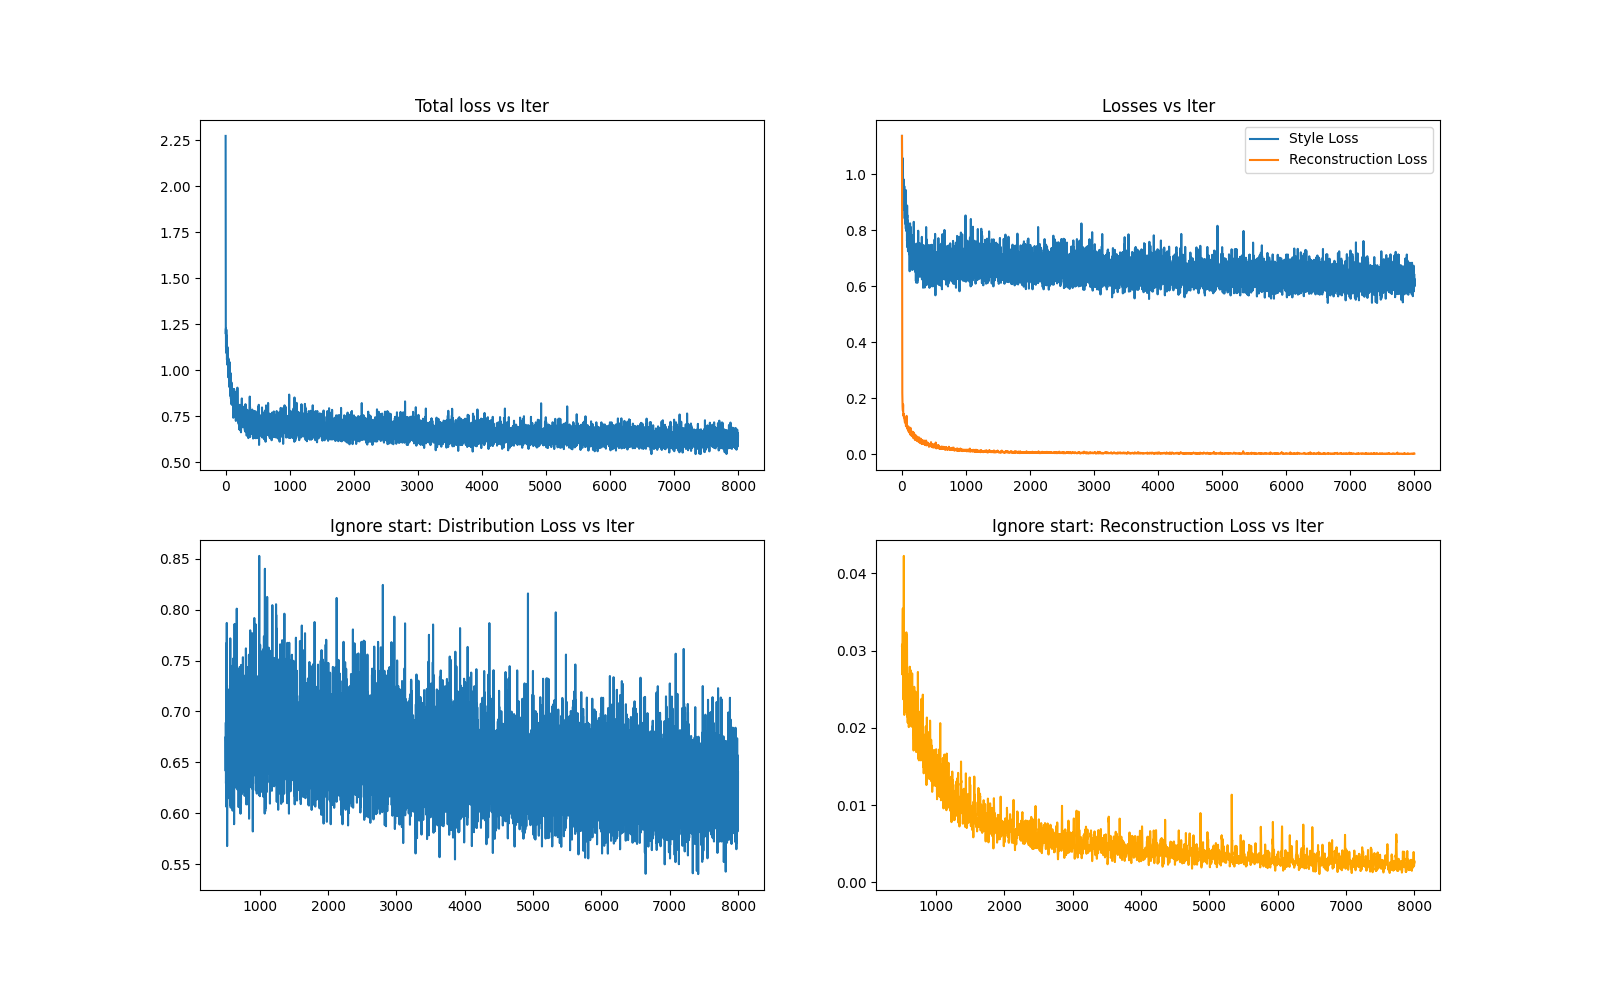 Total loss vs Iter
2.25
2.00
1.75
1.50
1.25
1.00
0.75
0.50
0 1000 2000 3000 4000 5000 6000 7000 8000
Losses vs Iter
Style Loss
Reconstruction Loss
1.0
0.8
0.6
0.4
0.2
0.0
0 1000 2000 3000 4000 5000 6000 7000 8000
Ignore start: Distribution Loss vs Iter
0.85
0.80
0.75
0.70
0.65
0.60
0.55
1000 2000 3000 4000 5000 6000 7000 8000
Ignore start: Reconstruction Loss vs Iter
0.04
0.03
0.02
0.01
0.00
1000 2000 3000 4000 5000 6000 7000 8000